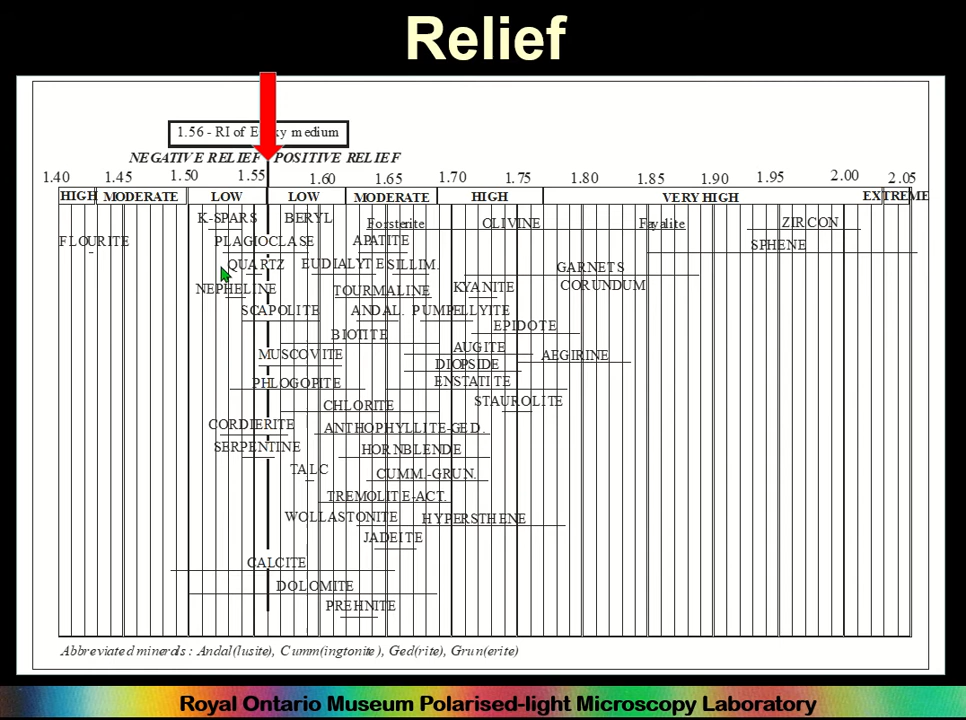 Relief
1.56 - RI of medium
NEGATIVE RELIEF POSITIVE RELIEF
1.40 1.45 1.50 1.55 1.60 1.65 1.70 1.75 1.80 1.85 1.90 1.95 2.00 2.05
HIGH MODERATE LOW LOW MODERATE HIGH VERY HIGH EXTREME
K-SPARS BERYL Forsterite OLIVINE Fayalite ZIRCON
FLOURITE PLAGIOCLASE APATITE SPHENE
QUARTZ EUDIALYTE SILLIM. GARNETS
NEPHELINE TOURMALINE KYANITE CORUNDUM
SCAPOLITE ANDAL. PUMPELLYITE
EPIDOTE
BIOTITE
AUGITE
MUSCOVITE AEGIRINE
DIOPSIDE
PHLOGOPITE ENSTATITE
CHLORITE STAUROLITE
CORDIERITE ANTHOPHYLLITE-GED.
SERPENTINE HORNBLENDE
TALC CUMM.-GRUN.
TREMOLITE-ACT.
WOLLASTONITE HYPERSTHENE
JADEITE
CALCITE
DOLOMITE
PREHNITE
Abbreviated minerals : Andal(lusite), Cumm(ingtonite), Ged(rite), Grun(erite)
Royal Ontario Museum Polarised-light Microscopy Laboratory